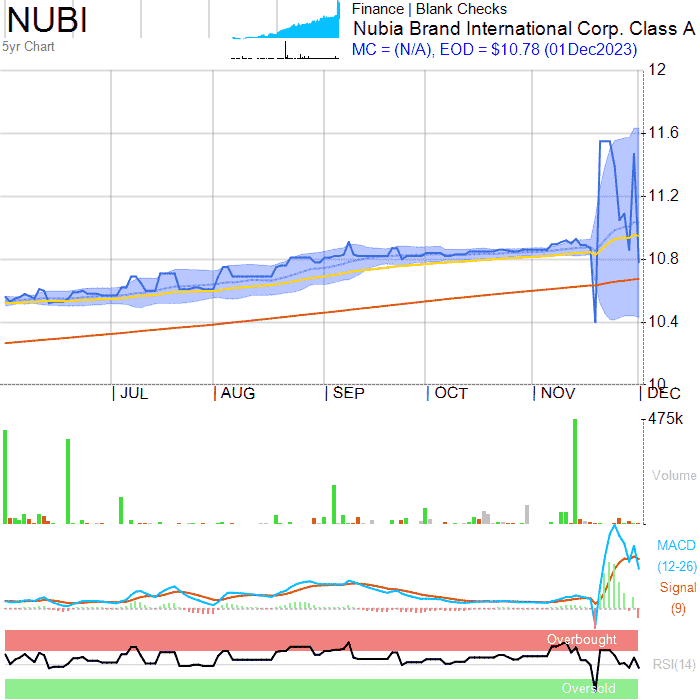 NUBI
5yr Chart
Finance | Blank Checks
Nubia Brand International Corp. Class A
MC = (N/A), EOD = $10.78 (01Dec2023)
12
11.6
11.2
10.8
10.4
10
JUL AUG SEP OCT NOV DEC
475k
Volume
MACD
(12-26)
Signal
(9)
Overbought
RSI(14)
Oversold